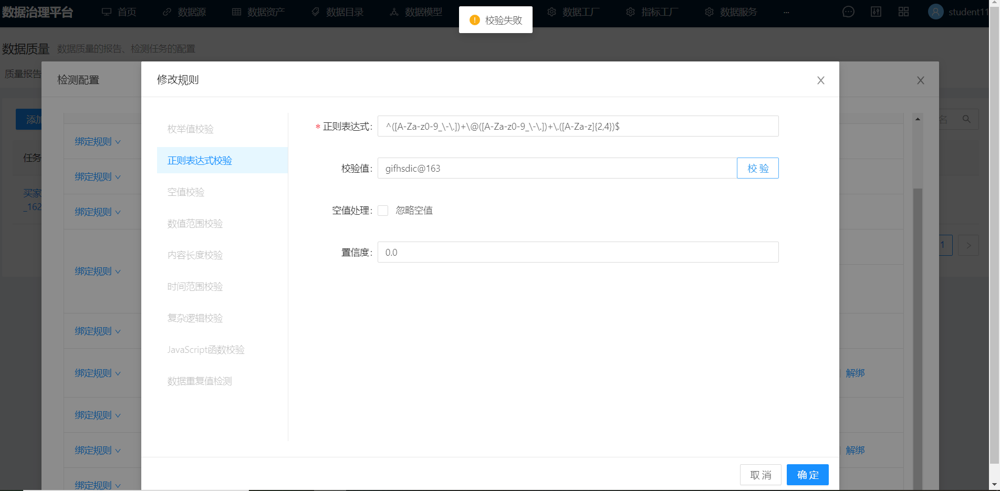 数据治理平台 首页 数据源 数据资产 数据目录 数据模型 数据工厂 指标工厂 数据服务 ... student11
校验失败
数据质量 数据质量的报告、检测任务的配置
质量报告
检测配置
修改规则
添加
名
任务
买家
_162
绑定规则
绑定规则
绑定规则
绑定规则
绑定规则
绑定规则
绑定规则
绑定规则
绑定规则
枚举值校验
正则表达式校验
空值校验
数值范围校验
内容长度校验
时间范围校验
复杂逻辑校验
JavaScript函数校验
数据重复值检测
* 正则表达式: ^([A-Za-z0-9_\-\.])+\@([A-Za-z0-9_\-\.])+\.([A-Za-z]{2,4})$
校验值: gifhsdic@163 校 验
空值处理: 忽略空值
置信度: 0.0
1
解绑
解绑
取 消 确 定